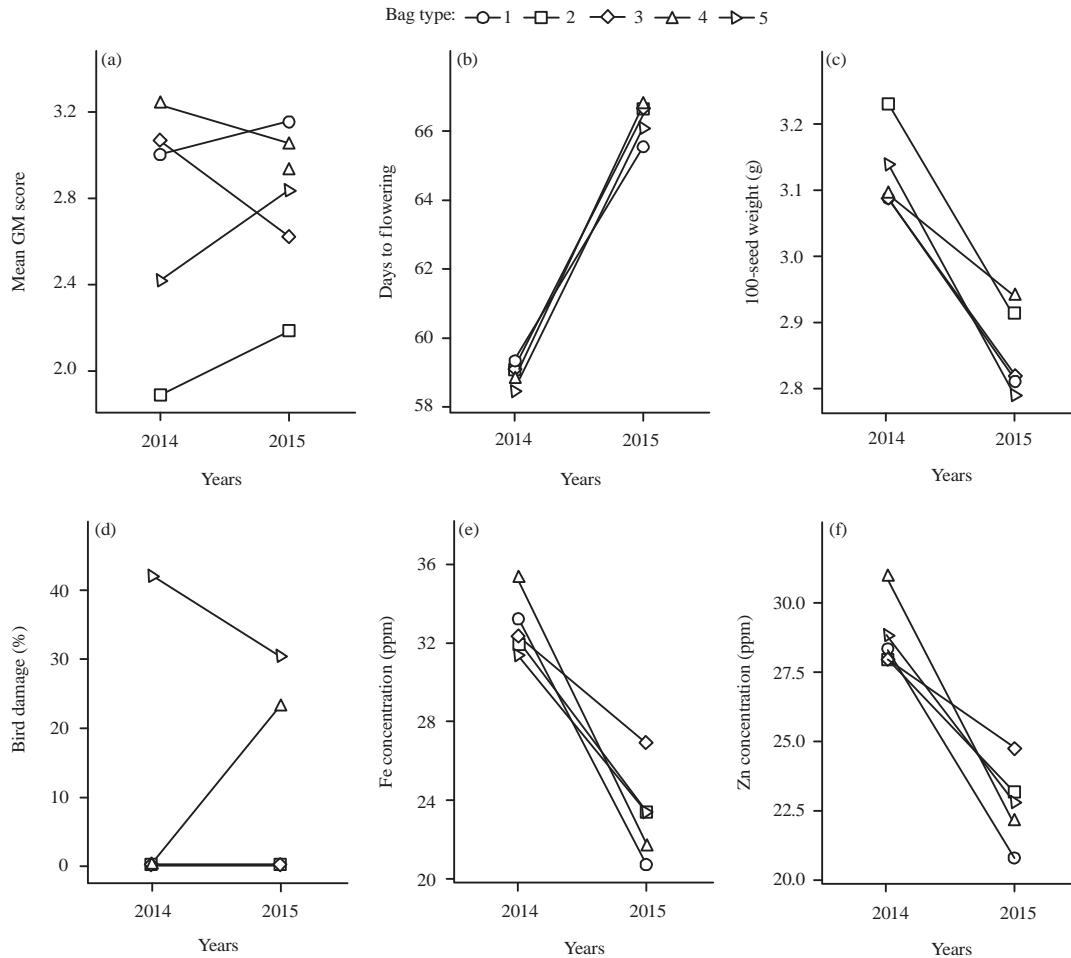 Bag type: 1 2 3 4 5
(a)
Mean GM score
3.2
2.8
2.4
2.0
2014 2015
Years
(b)
Days to flowering
66
64
62
60
58
2014 2015
Years
(c)
100-seed weight (g)
3.2
3.1
3.0
2.9
2.8
2014 2015
Years
(d)
Bird damage (%)
40
30
20
10
0
2014 2015
Years
(e)
Fe concentration (ppm)
36
32
28
24
20
2014 2015
Years
(f)
Zn concentration (ppm)
30.0
27.5
25.0
22.5
20.0
2014 2015
Years